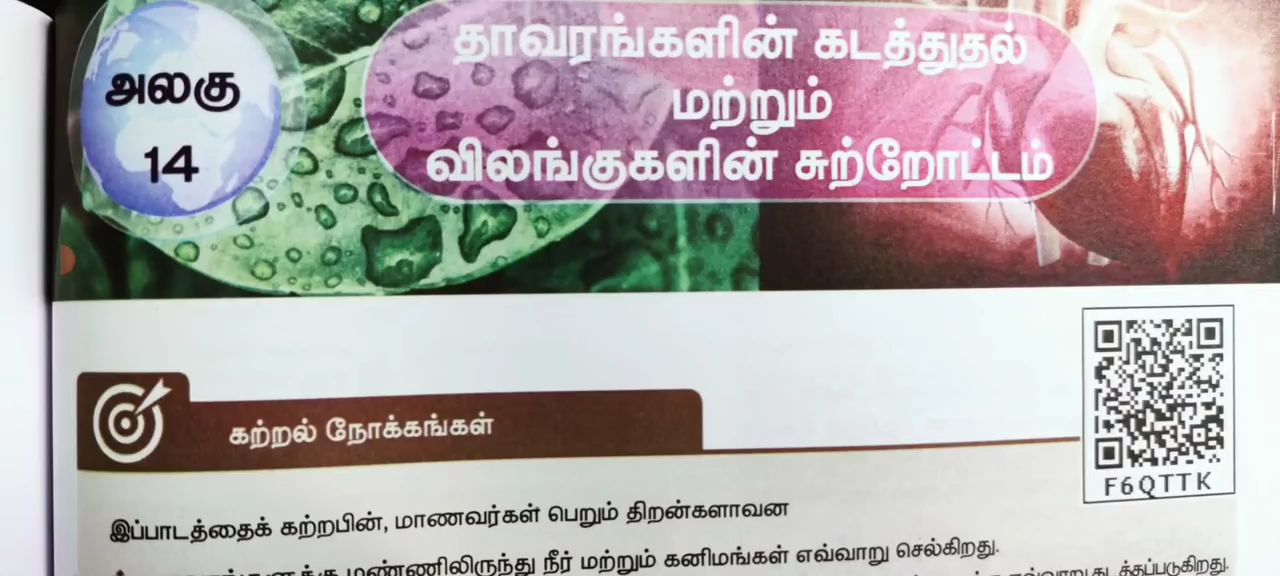 அலகு
14
தாவரங்களின் கடத்துதல்
மற்றும்
விலங்குகளின் சுற்றோட்டம்
கற்றல் நோக்கங்கள்
F6QTTK
இப்பாடத்தைக் கற்றபின், மாணவர்கள் பெறும் திறன்களாவன
மண்ணிலிருந்து நீர் மற்றும் கனிமங்கள் எவ்வாறு செல்கிறது.